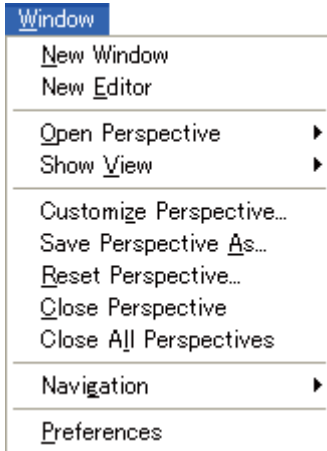 Window
New Window
New Editor
Open Perspective
Show View
Customize Perspective...
Save Perspective As...
Reset Perspective...
Close Perspective
Close All Perspectives
Navigation
Preferences